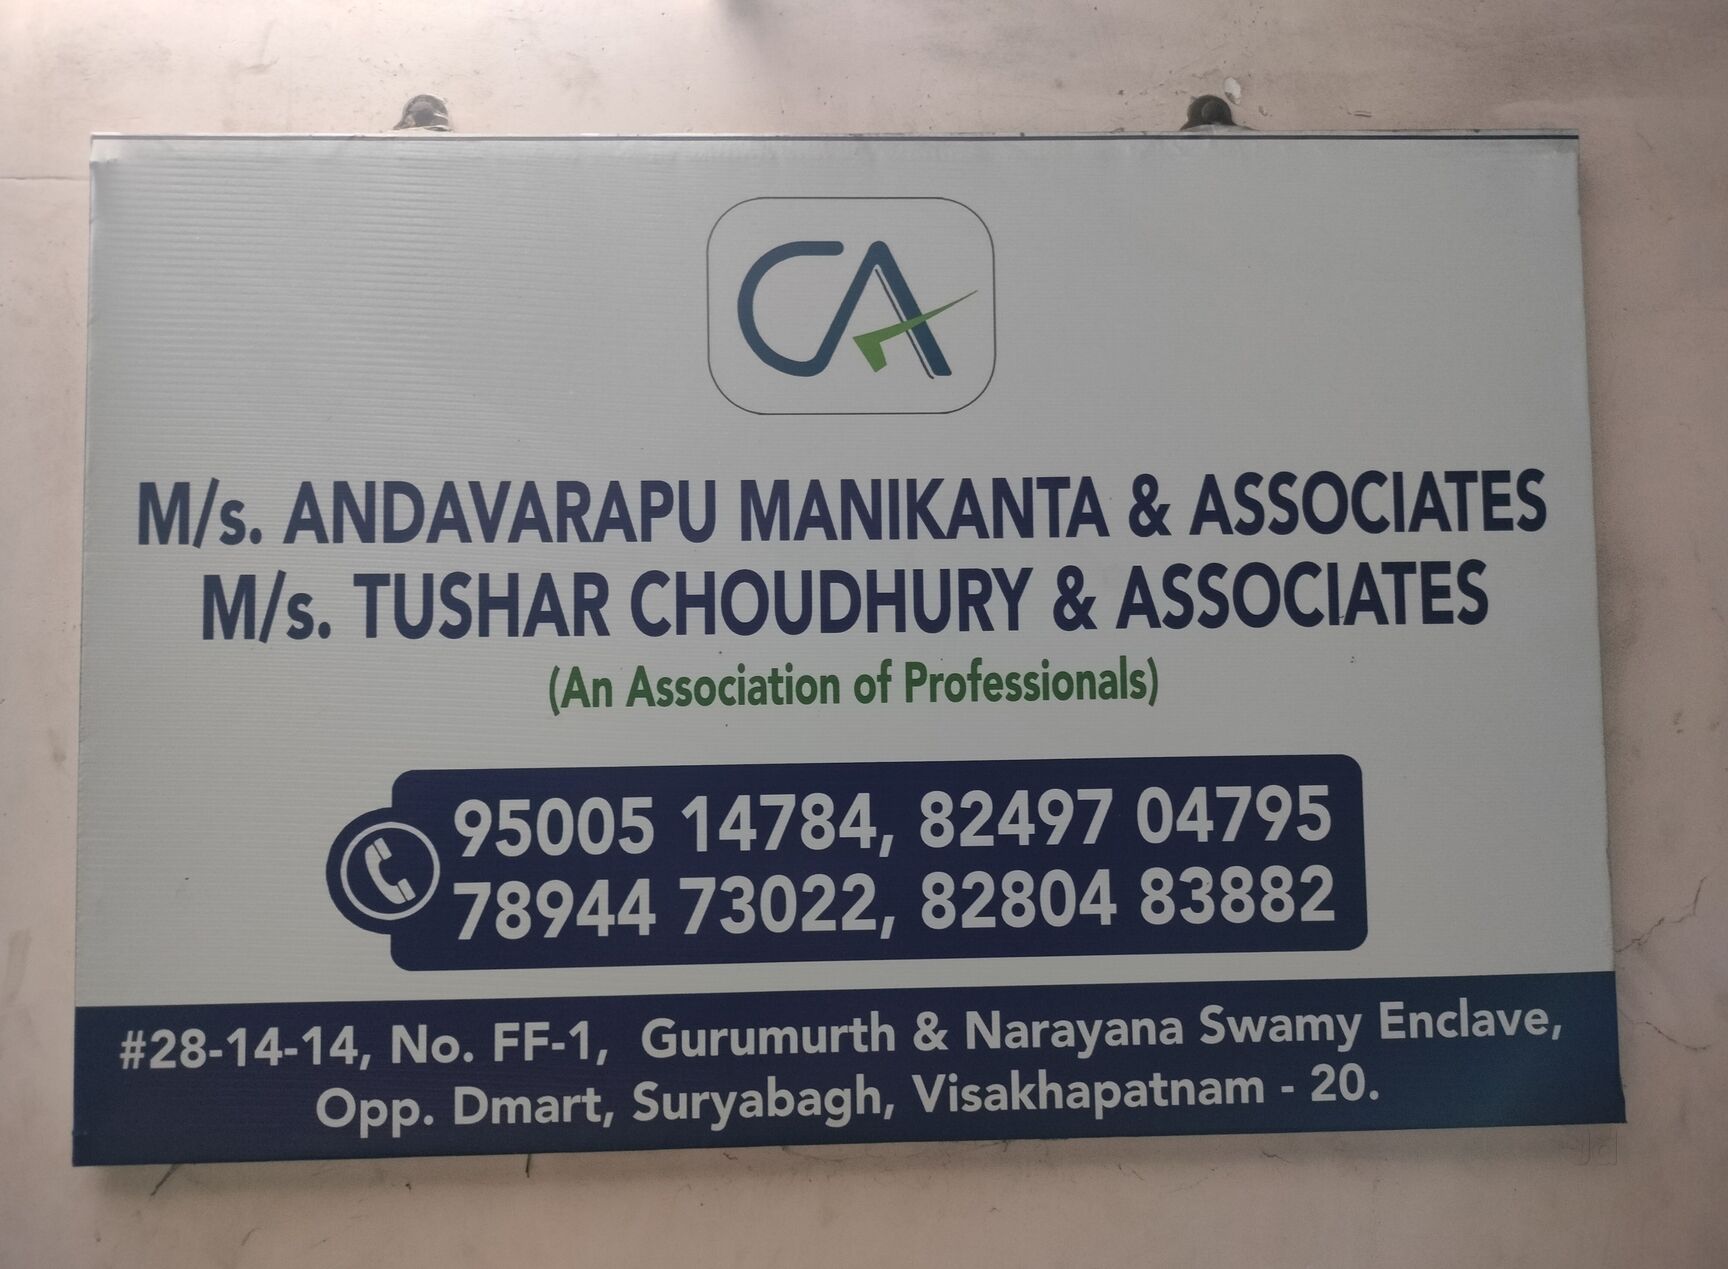 CA
M/s. ANDAVARAPU MANIKANTA & ASSOCIATES
M/s. TUSHAR CHOUDHURY & ASSOCIATES
(An Association of Professionals)
95005 14784, 82497 04795
78944 73022, 82804 83882
#28-14-14, No. FF-1, Gurumurth & Narayana Swamy Enclave,
Opp. Dmart, Suryabagh, Visakhapatnam - 20.
Jd